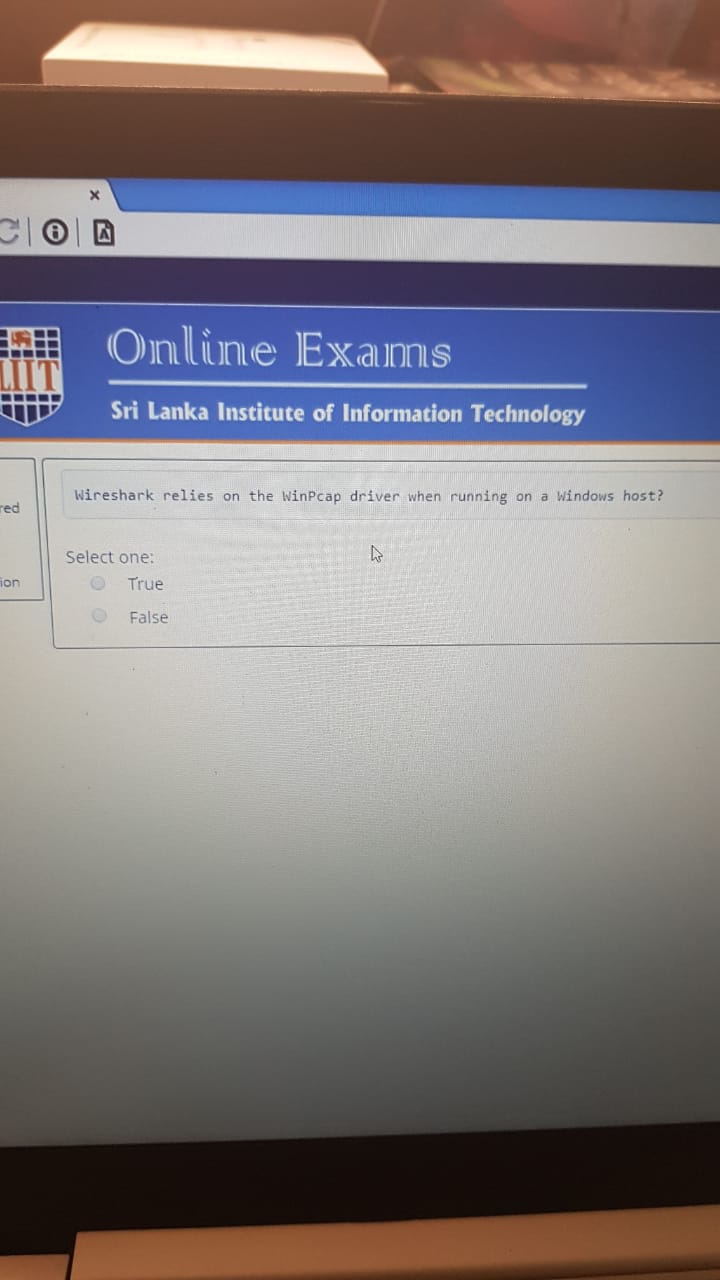 Online Exams
LIIT
Sri Lanka Institute of Information Technology
Wireshark relies on the WinPcap driver when running on a Windows host?
red
Select one:
ion
True
False